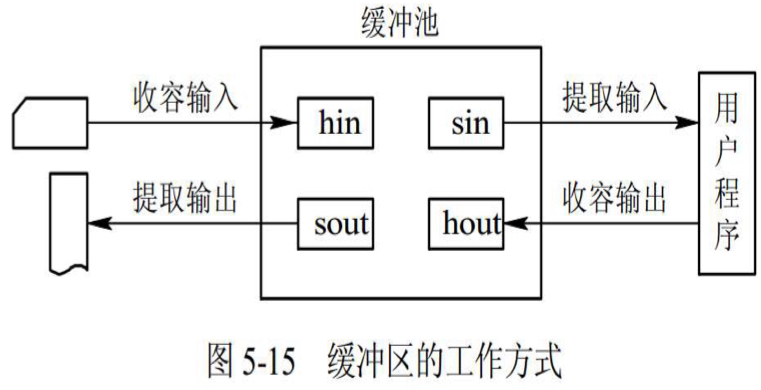 缓冲池
收容输入
hin
sin
提取输入
用户程序
提取输出
sout
hout
收容输出
图 5-15 缓冲区的工作方式